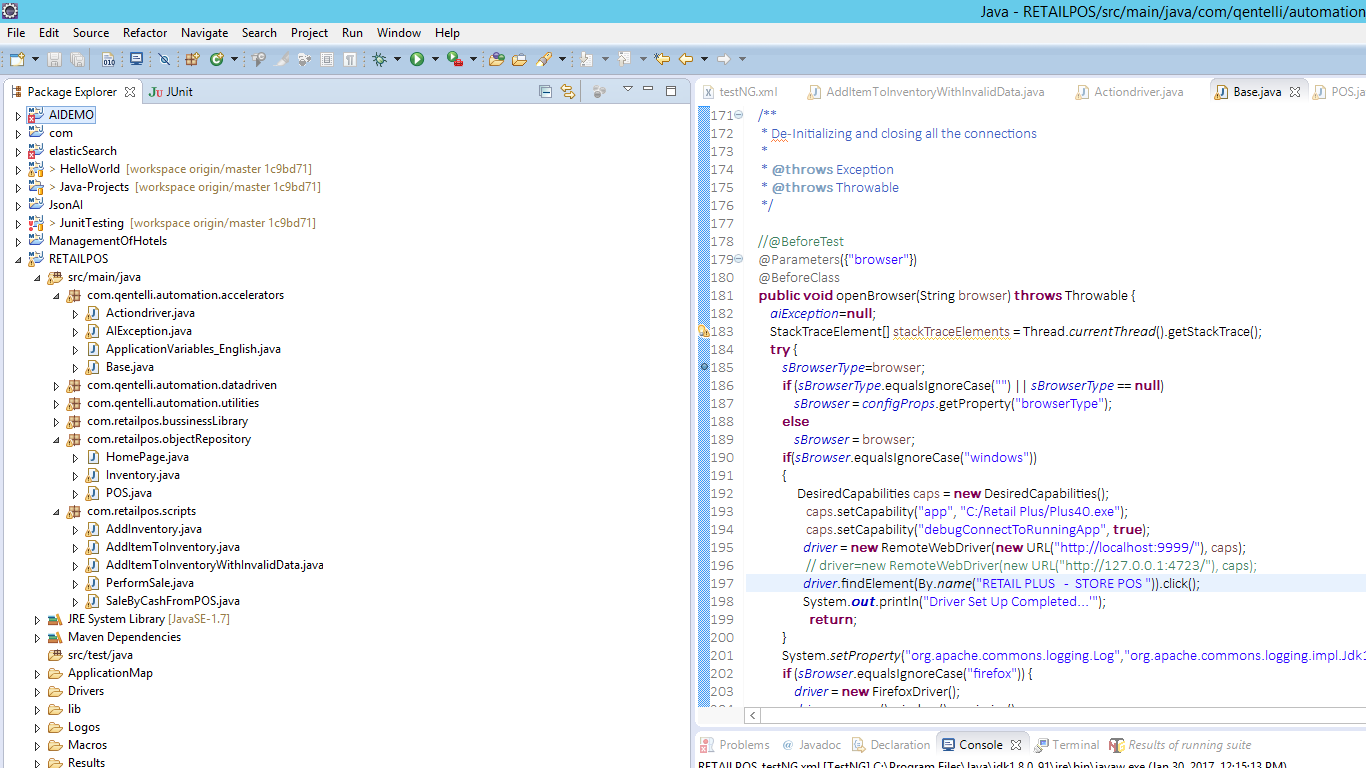 Java - RETAILPOS/src/main/java/com/qentelli/automation
File Edit Source Refactor Navigate Search Project Run Window Help
Package Explorer JUnit
AIDEMO
com
elasticSearch
> HelloWorld [workspace origin/master 1c9bd71]
> Java-Projects [workspace origin/master 1c9bd71]
JsonAI
> JunitTesting [workspace origin/master 1c9bd71]
ManagementOfHotels
RETAILPOS
src/main/java
com.qentelli.automation.accelerators
Actiondriver.java
AIException.java
ApplicationVariables_English.java
Base.java
com.qentelli.automation.datadriven
com.qentelli.automation.utilities
com.retailpos.bussinessLibrary
com.retailpos.objectRepository
HomePage.java
Inventory.java
POS.java
com.retailpos.scripts
AddInventory.java
AddItemToInventory.java
AddItemToInventoryWithInvalidData.java
PerformSale.java
SaleByCashFromPOS.java
JRE System Library [JavaSE-1.7]
Maven Dependencies
src/test/java
ApplicationMap
Drivers
lib
Logos
Macros
Results
testNG.xml AddItemToInventoryWithInvalidData.java Actiondriver.java Base.java POS.ja
171 /**
172 * De-Initializing and closing all the connections
173 *
174 * @throws Exception
175 * @throws Throwable
176 */
177
178 //@BeforeTest
179 @Parameters({"browser"})
180 @BeforeClass
181 public void openBrowser(String browser) throws Throwable {
182 aiException=null;
183 StackTraceElement[] stackTraceElements = Thread.currentThread().getStackTrace();
184 try {
185 sBrowserType=browser;
186 if (sBrowserType.equalsIgnoreCase("") || sBrowserType == null)
187 sBrowser = configProps.getProperty("browserType");
188 else
189 sBrowser = browser;
190 if(sBrowser.equalsIgnoreCase("windows"))
191 {
192 DesiredCapabilities caps = new DesiredCapabilities();
193 caps.setCapability("app", "C:/Retail Plus/Plus40.exe");
194 caps.setCapability("debugConnectToRunningApp", true);
195 driver = new RemoteWebDriver(new URL("http://localhost:9999/"), caps);
196 // driver=new RemoteWebDriver(new URL("http://127.0.0.1:4723/"), caps);
197 driver.findElement(By.name("RETAIL PLUS - STORE POS ")).click();
198 System.out.println("Driver Set Up Completed...'");
199 return;
200 }
201 System.setProperty("org.apache.commons.logging.Log","org.apache.commons.logging.impl.Jdk1
202 if (sBrowser.equalsIgnoreCase("firefox")) {
203 driver = new FirefoxDriver();
Problems Javadoc Declaration Console Terminal Results of running suite
RETAILPOS_testNG.xml [TestNG] C:\Program Files\Java\jdk1.8.0_91\jre\bin\javaw.exe (Jan 30, 2017, 12:15:13 PM)